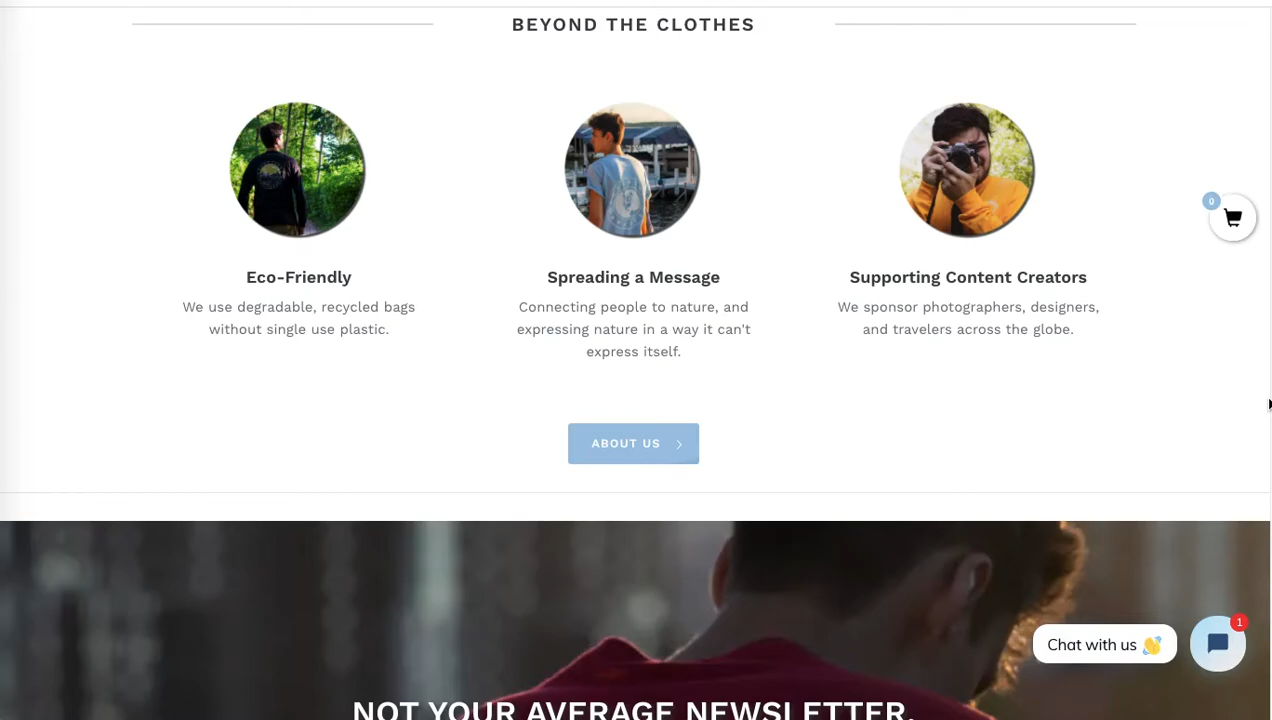 BEYOND THE CLOTHES
Eco-Friendly
We use degradable, recycled bags
without single use plastic.
Spreading a Message
Connecting people to nature, and
expressing nature in a way it can't
express itself.
Supporting Content Creators
We sponsor photographers, designers,
and travelers across the globe.
0
ABOUT US
1
Chat with us 👋
NOT YOUR AVERAGE NEWSLETTER.